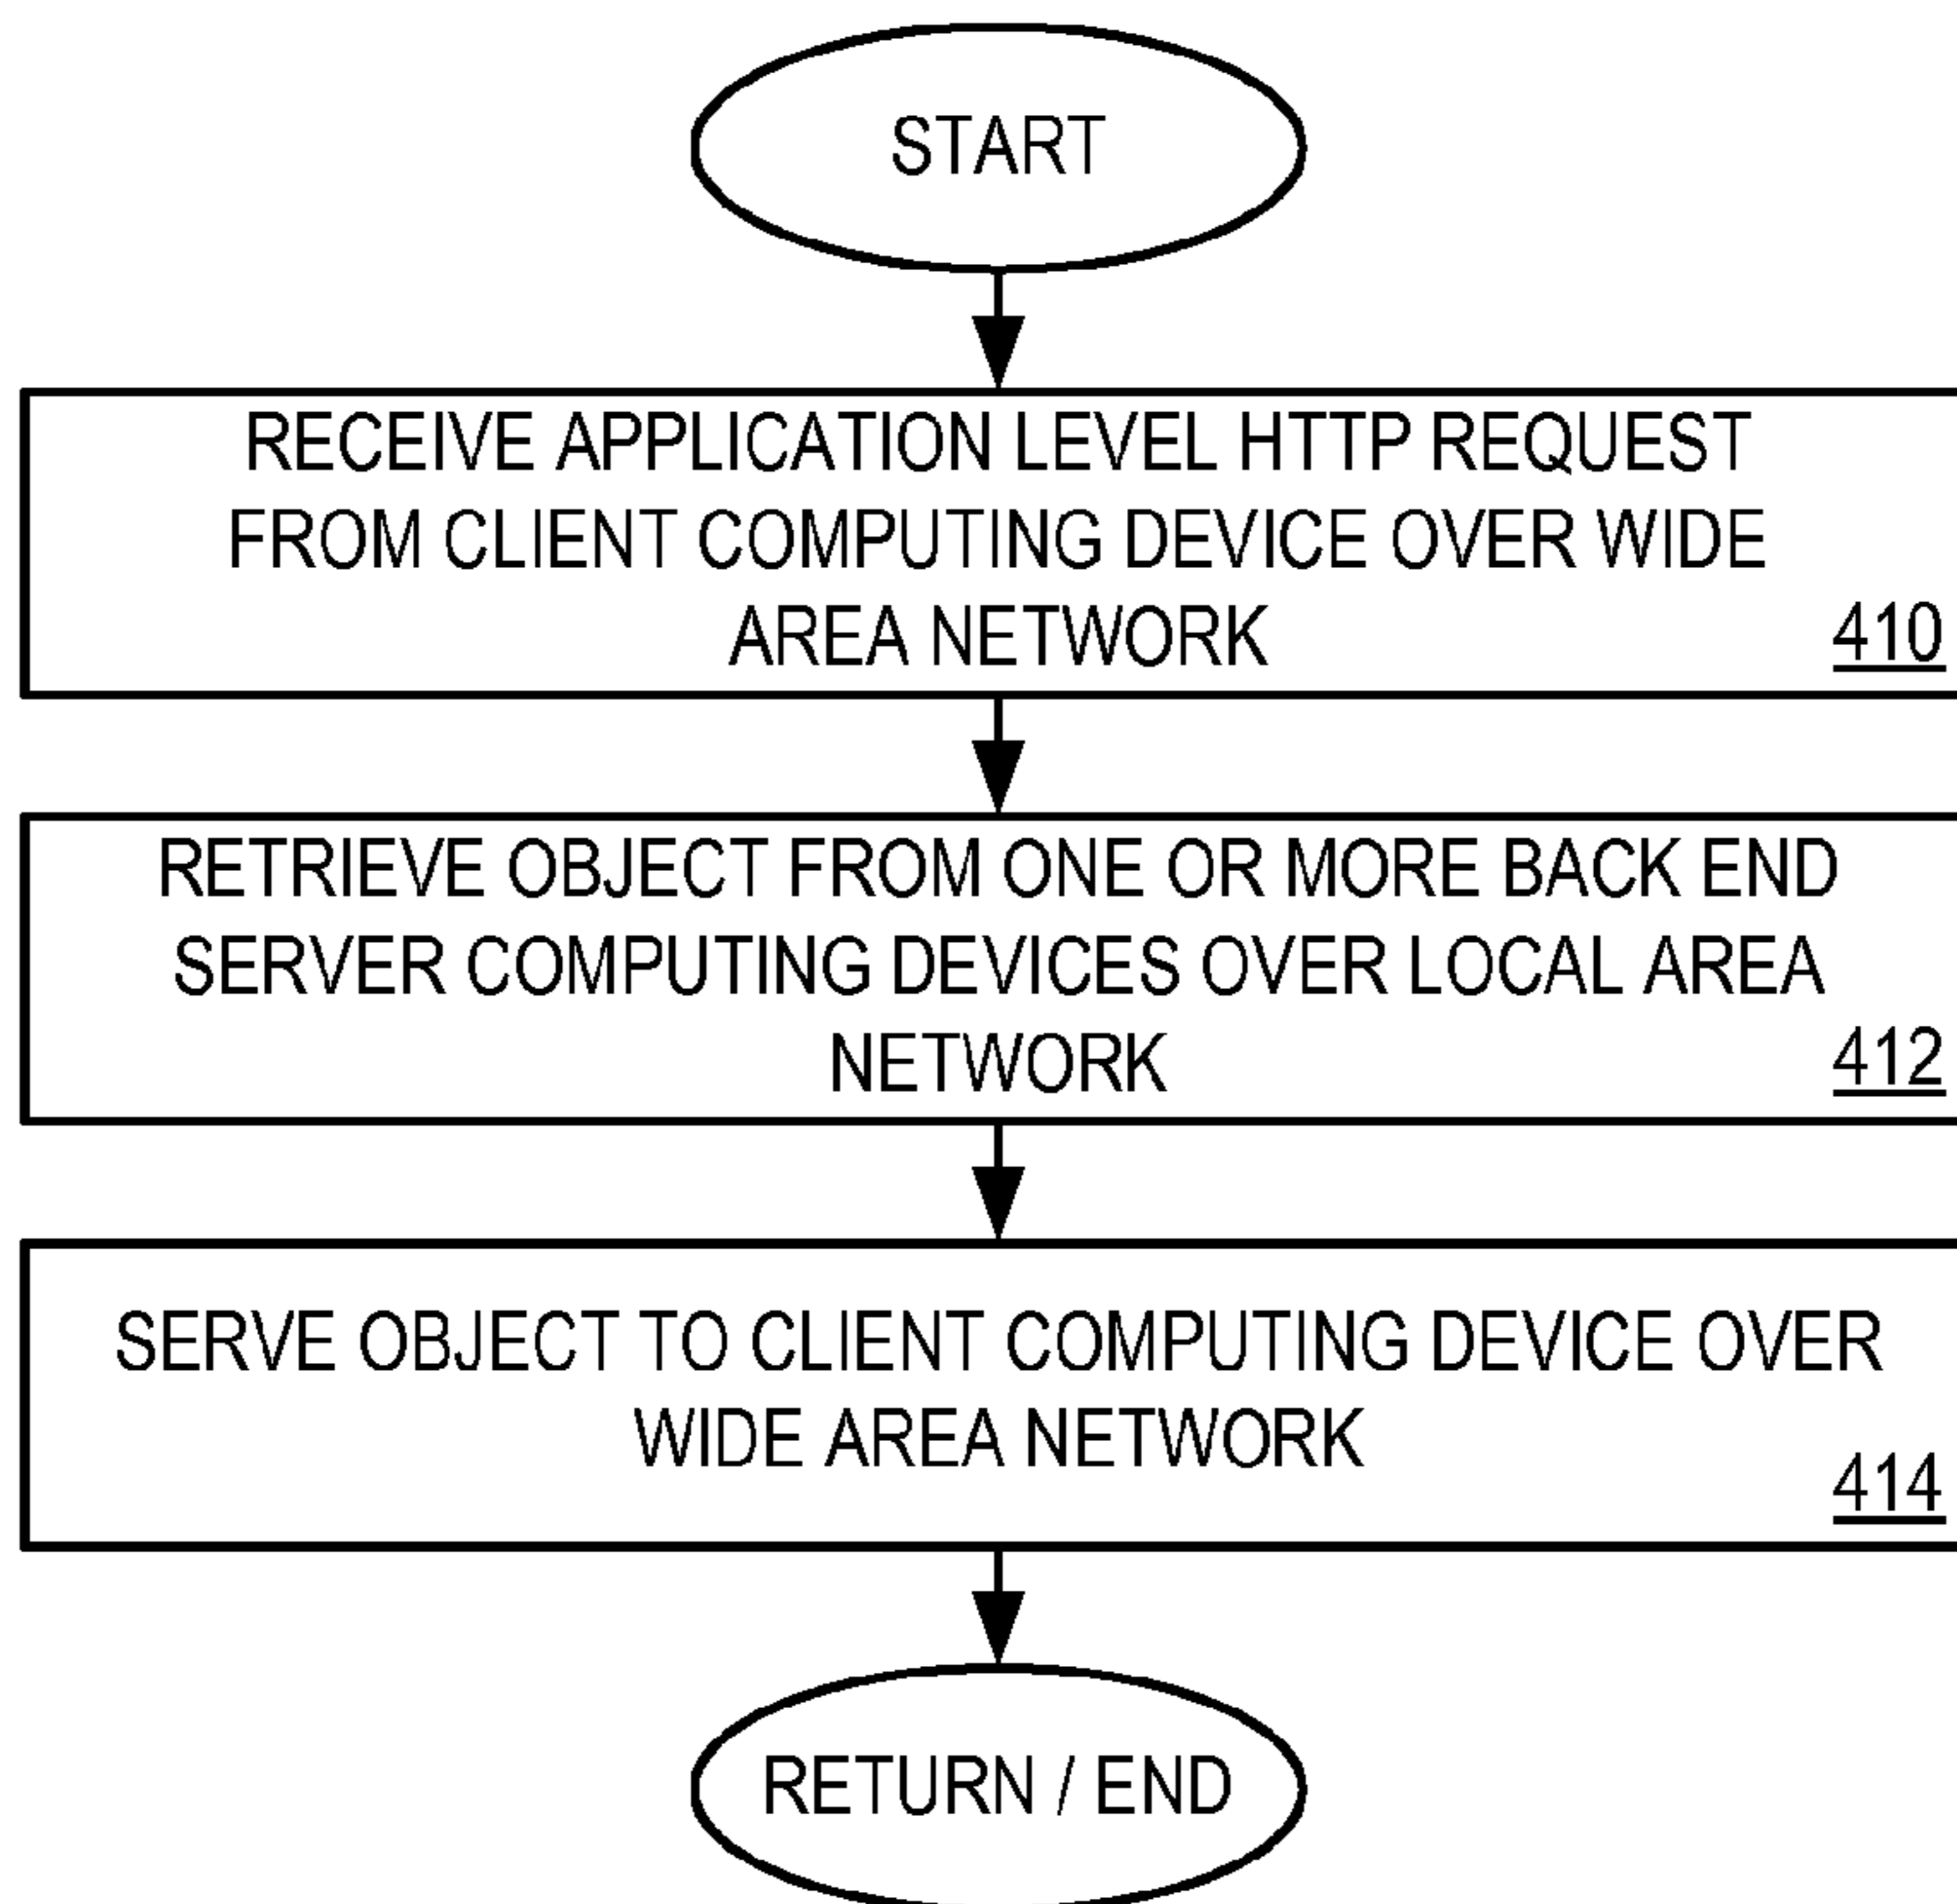 START
RECEIVE APPLICATION LEVEL HTTP REQUEST
FROM CLIENT COMPUTING DEVICE OVER WIDE
AREA NETWORK
410
RETRIEVE OBJECT FROM ONE OR MORE BACK END
SERVER COMPUTING DEVICES OVER LOCAL AREA
NETWORK
412
SERVE OBJECT TO CLIENT COMPUTING DEVICE OVER
WIDE AREA NETWORK
414
RETURN / END